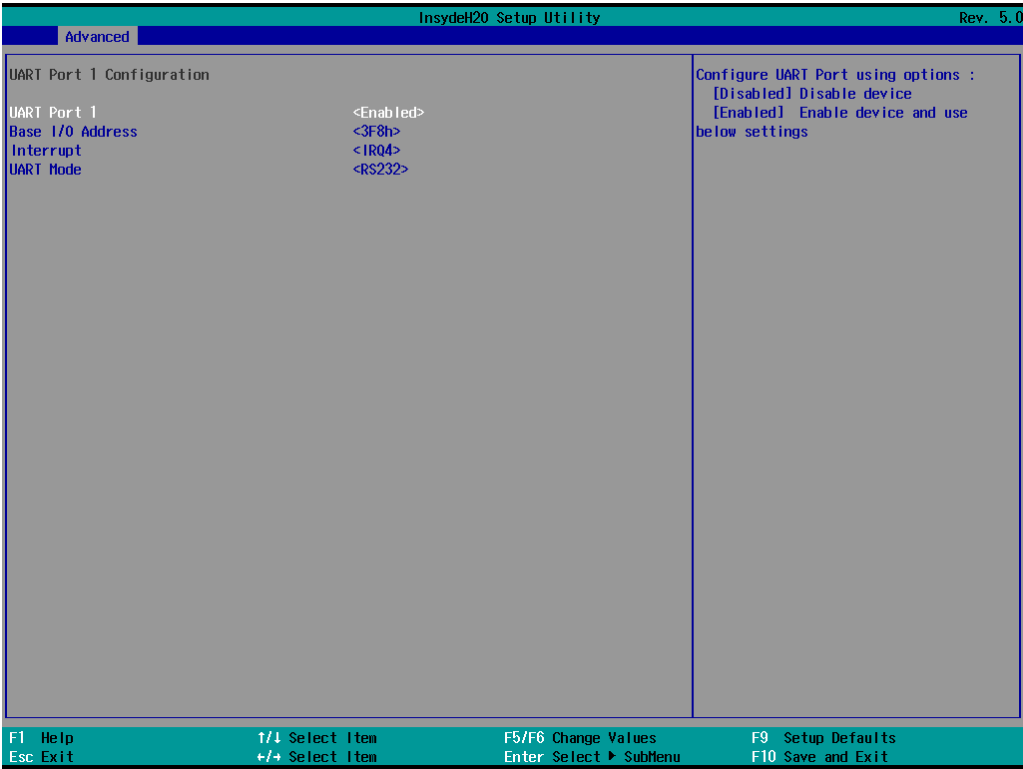 InsydeH20 Setup Utility Rev. 5.0
Advanced
UART Port 1 Configuration
UART Port 1 <Enabled>
Base I/O Address <3F8h>
Interrupt <IRQ4>
UART Mode <RS232>
Configure UART Port using options :
[Disabled] Disable device
[Enabled] Enable device and use
below settings
F1 Help ↑/↓ Select Item F5/F6 Change Values F9 Setup Defaults
Esc Exit ←/→ Select Item Enter Select ▶ SubMenu F10 Save and Exit